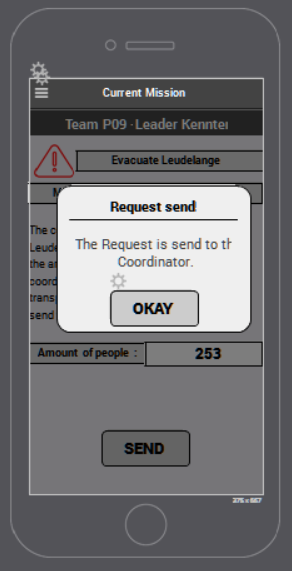 Current Mission
Team P09 -Leader Kennter
Evacuate Leudelange
M
Request send
The c
Leude
the ar
coord
trans
send
The Request is send to th
Coordinator.
OKAY
Amount of people :
253
SEND
375 x 667